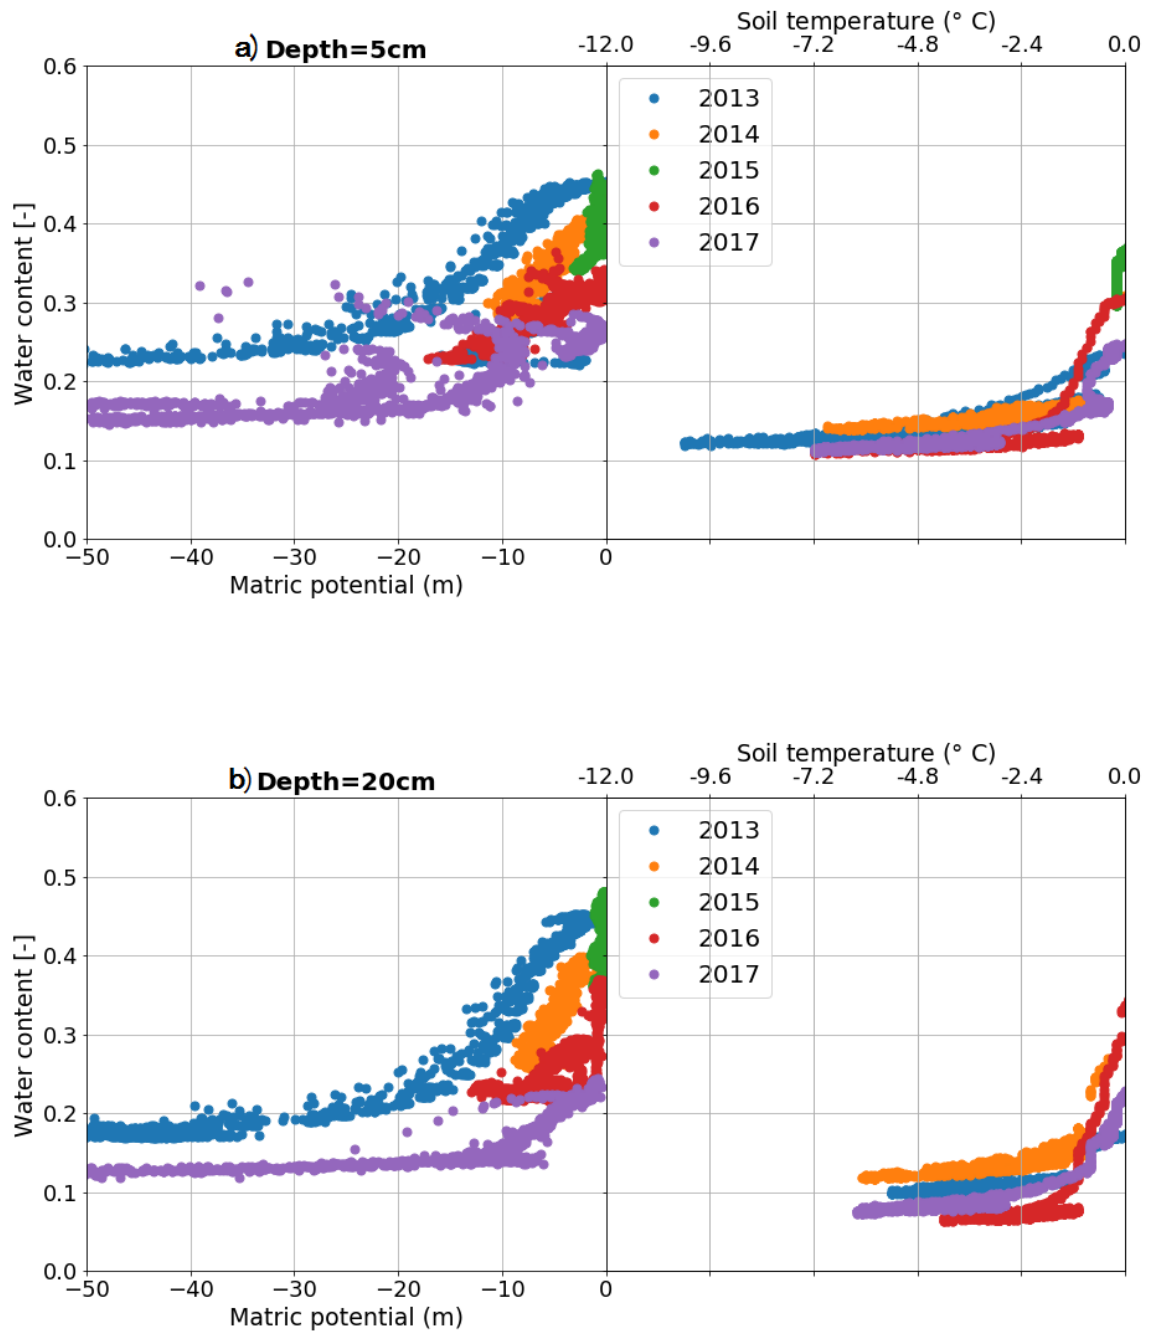 Soil temperature (° C)
a) Depth=5cm
-12.0 -9.6 -7.2 -4.8 -2.4 0.0
0.6
0.5
0.4
0.3
0.2
0.1
0.0
Water content [-]
2013
2014
2015
2016
2017
−50 −40 −30 −20 −10 0
Matric potential (m)
Soil temperature (° C)
b) Depth=20cm
-12.0 -9.6 -7.2 -4.8 -2.4 0.0
0.6
0.5
0.4
0.3
0.2
0.1
0.0
Water content [-]
2013
2014
2015
2016
2017
−50 −40 −30 −20 −10 0
Matric potential (m)